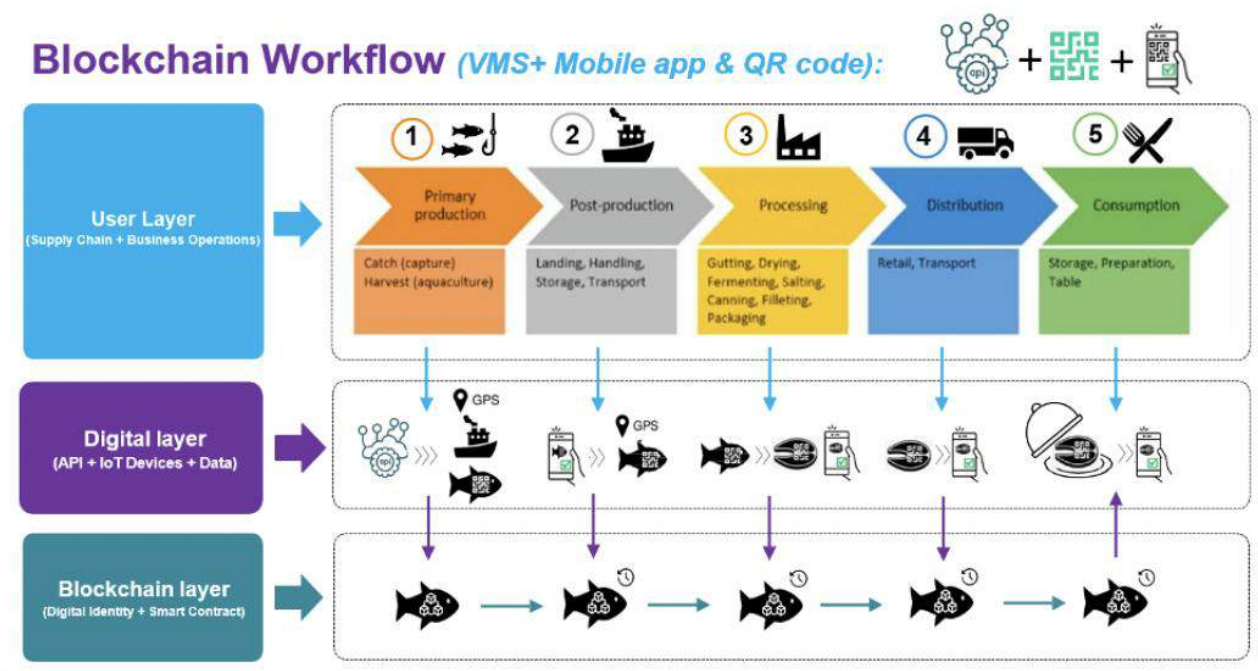 Blockchain Workflow (VMS+ Mobile app & QR code):
api
User Layer
(Supply Chain + Business Operations)
1
2
3
4
5
Primary
production
Post-production
Processing
Distribution
Consumption
Catch (capture)
Harvest (aquaculture)
Landing, Handling,
Storage, Transport
Gutting, Drying,
Fermenting, Salting,
Canning, Filleting,
Packaging
Retail, Transport
Storage, Preparation,
Table
Digital layer
(API + IoT Devices + Data)
GPS
api
GPS
Blockchain layer
(Digital Identity + Smart Contract)